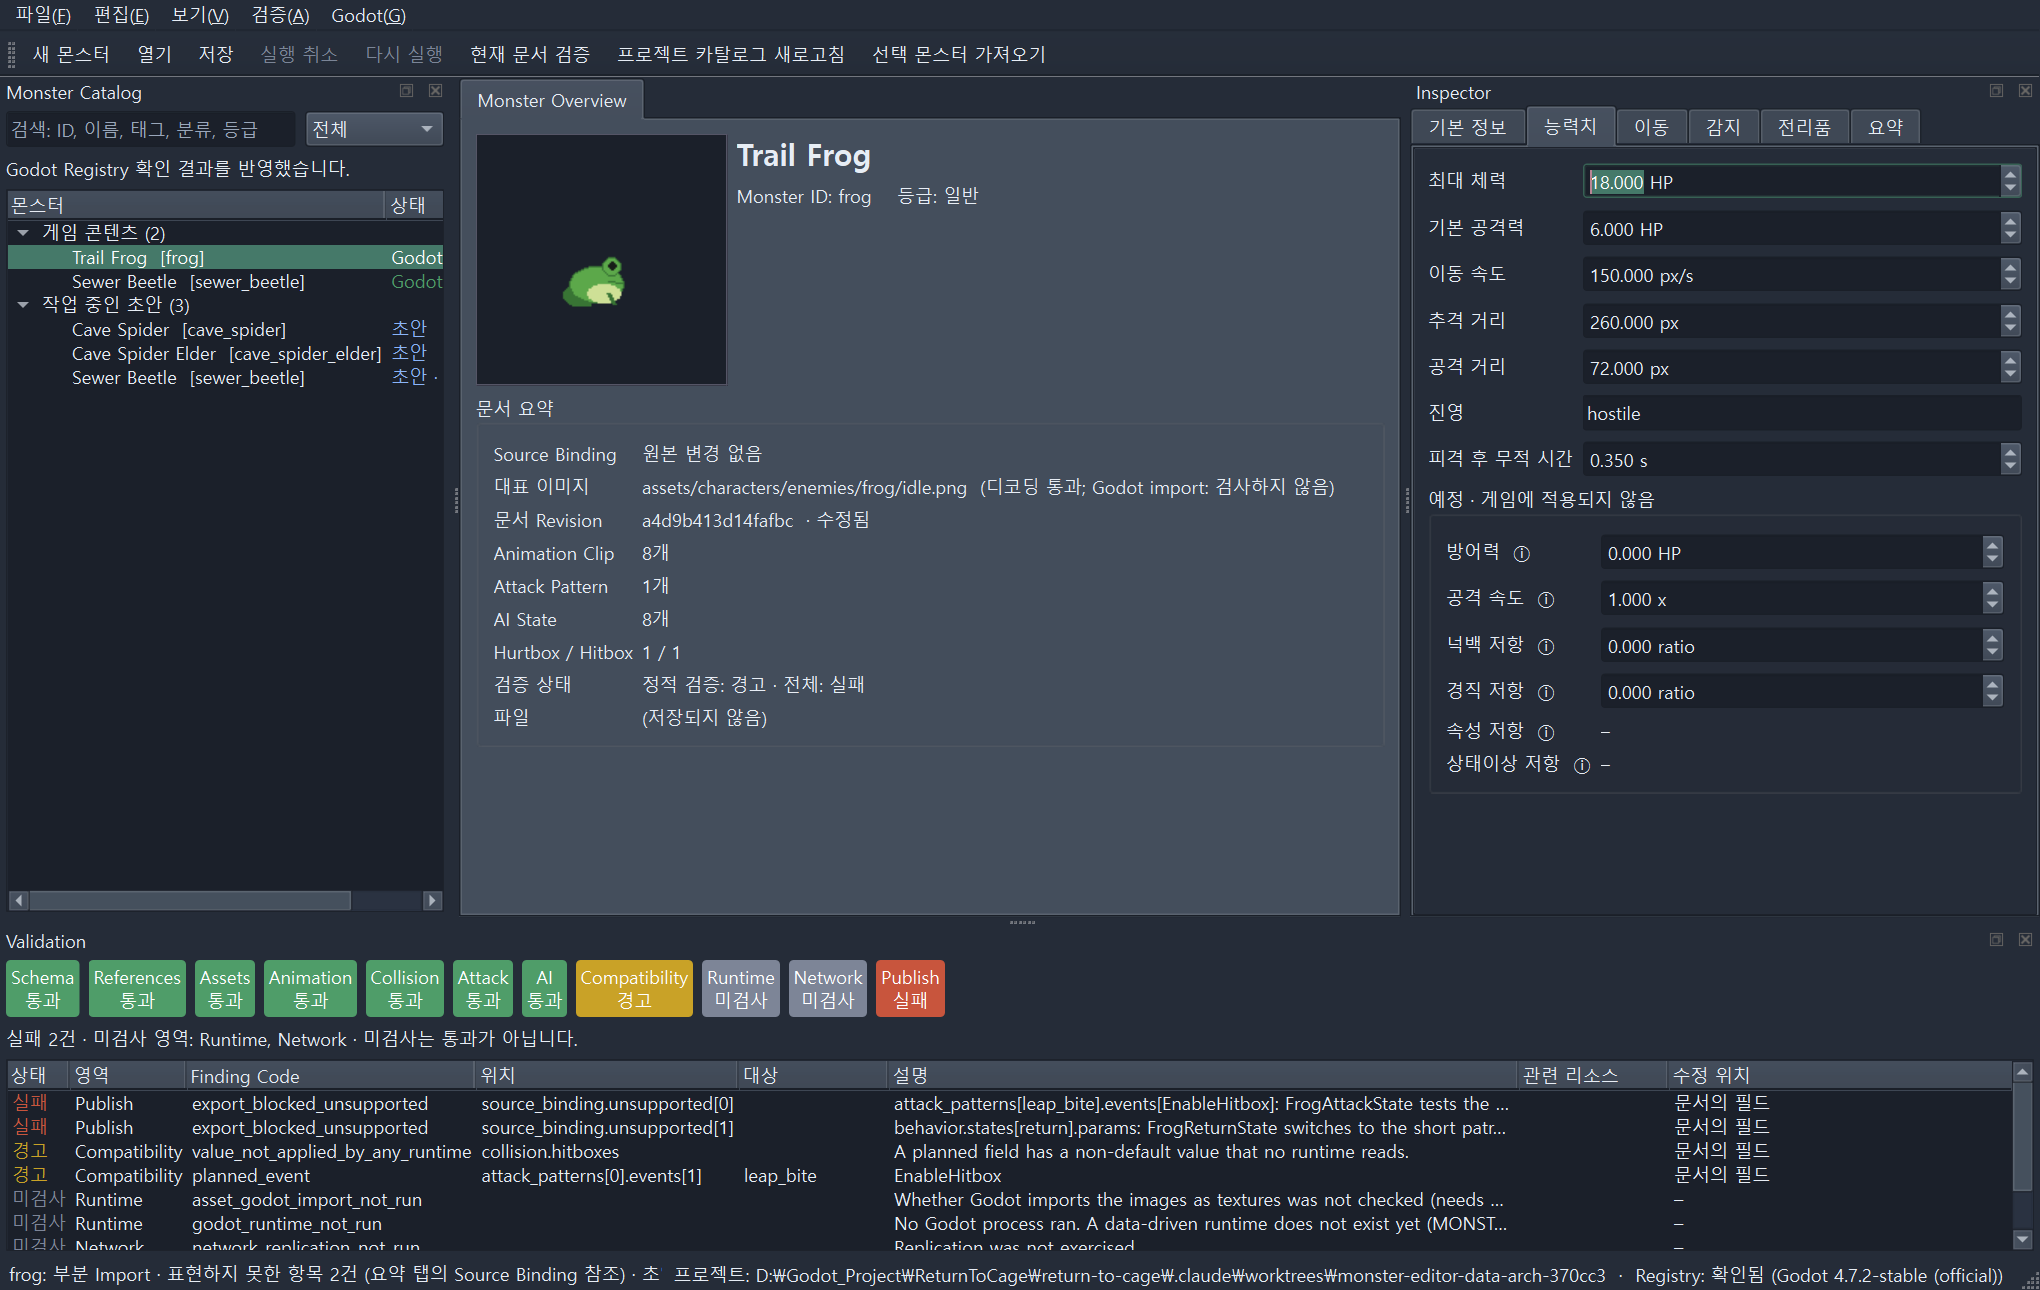 파일(F) 편집(E) 보기(V) 검증(A) Godot(G)
새 몬스터 열기 저장 실행 취소 다시 실행 현재 문서 검증 프로젝트 카탈로그 새로고침 선택 몬스터 가져오기
Monster Catalog
검색: ID, 이름, 태그, 분류, 등급 전체
Godot Registry 확인 결과를 반영했습니다.
몬스터 상태
게임 콘텐츠 (2)
Trail Frog [frog] Godot
Sewer Beetle [sewer_beetle] Godot
작업 중인 초안 (3)
Cave Spider [cave_spider] 초안
Cave Spider Elder [cave_spider_elder] 초안
Sewer Beetle [sewer_beetle] 초안 ·
Monster Overview
Trail Frog
Monster ID: frog 등급: 일반
문서 요약
Source Binding 원본 변경 없음
대표 이미지 assets/characters/enemies/frog/idle.png (디코딩 통과; Godot import: 검사하지 않음)
문서 Revision a4d9b413d14fafbc · 수정됨
Animation Clip 8개
Attack Pattern 1개
AI State 8개
Hurtbox / Hitbox 1 / 1
검증 상태 정적 검증: 경고 · 전체: 실패
파일 (저장되지 않음)
Inspector
기본 정보 능력치 이동 감지 전리품 요약
최대 체력 18.000 HP
기본 공격력 6.000 HP
이동 속도 150.000 px/s
추격 거리 260.000 px
공격 거리 72.000 px
진영 hostile
피격 후 무적 시간 0.350 s
예정 · 게임에 적용되지 않음
방어력 ⓘ 0.000 HP
공격 속도 ⓘ 1.000 x
넉백 저항 ⓘ 0.000 ratio
경직 저항 ⓘ 0.000 ratio
속성 저항 ⓘ –
상태이상 저항 ⓘ –
Validation
Schema 통과
References 통과
Assets 통과
Animation 통과
Collision 통과
Attack 통과
AI 통과
Compatibility 경고
Runtime 미검사
Network 미검사
Publish 실패
실패 2건 · 미검사 영역: Runtime, Network · 미검사는 통과가 아닙니다.
상태 영역 Finding Code 위치 대상 설명 관련 리소스 수정 위치
실패 Publish export_blocked_unsupported source_binding.unsupported[0] attack_patterns[leap_bite].events[EnableHitbox]: FrogAttackState tests the ... 문서의 필드
실패 Publish export_blocked_unsupported source_binding.unsupported[1] behavior.states[return].params: FrogReturnState switches to the short patr... 문서의 필드
경고 Compatibility value_not_applied_by_any_runtime collision.hitboxes A planned field has a non-default value that no runtime reads. 문서의 필드
경고 Compatibility planned_event attack_patterns[0].events[1] leap_bite EnableHitbox 문서의 필드
미검사 Runtime asset_godot_import_not_run Whether Godot imports the images as textures was not checked (needs ... –
미검사 Runtime godot_runtime_not_run No Godot process ran. A data-driven runtime does not exist yet (MONST... –
미검사 Network network_replication_not_run Replication was not exercised –
frog: 부분 Import · 표현하지 못한 항목 2건 (요약 탭의 Source Binding 참조) · 초 프로젝트: D:₩Godot_Project₩ReturnToCage₩return-to-cage₩.claude₩worktrees₩monster-editor-data-arch-370cc3 · Registry: 확인됨 (Godot 4.7.2-stable (official))